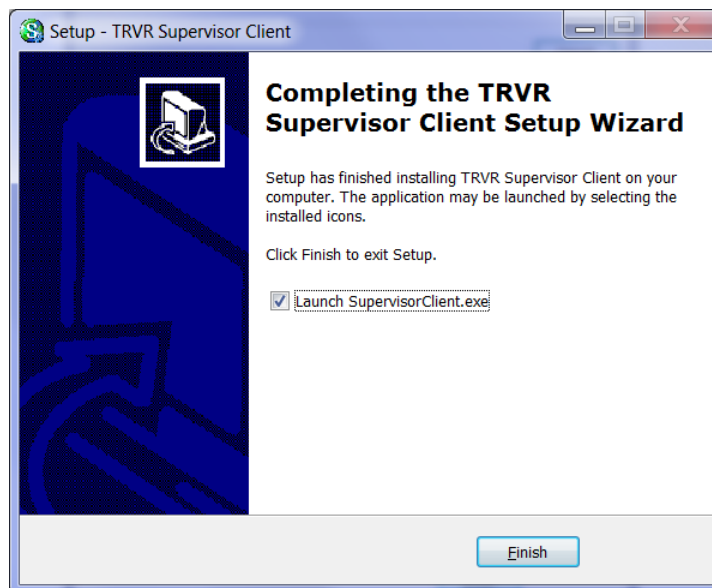 Setup - TRVR Supervisor Client
Completing the TRVR
Supervisor Client Setup Wizard
Setup has finished installing TRVR Supervisor Client on your
computer. The application may be launched by selecting the
installed icons.
Click Finish to exit Setup.
Launch SupervisorClient.exe
Finish